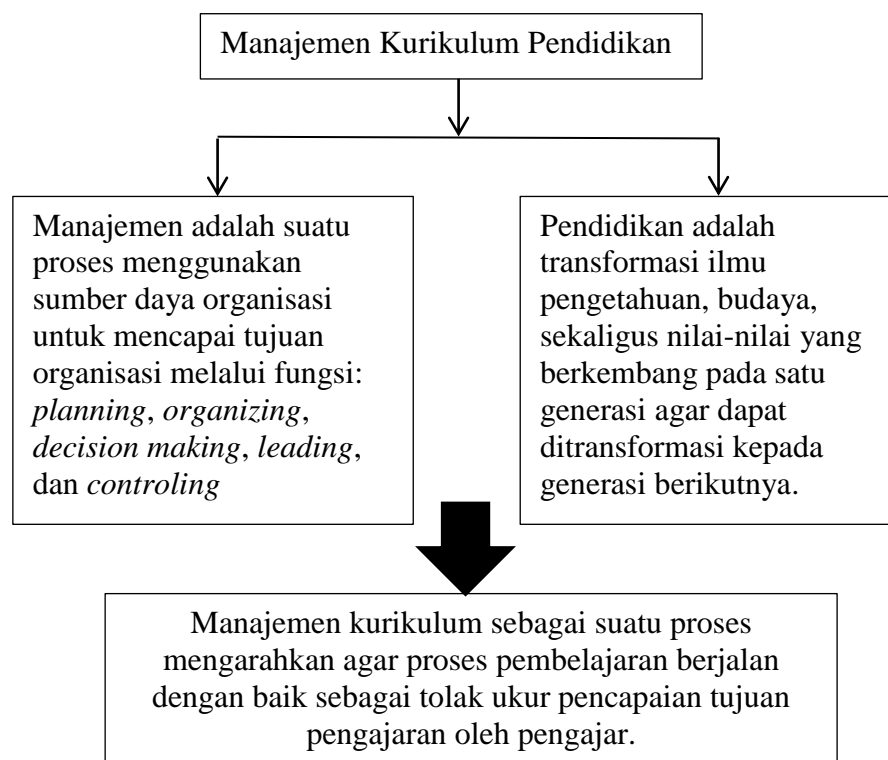 Manajemen Kurikulum Pendidikan
Manajemen adalah suatu
proses menggunakan
sumber daya organisasi
untuk mencapai tujuan
organisasi melalui fungsi:
planning, organizing,
decision making, leading,
dan controling
Pendidikan adalah
transformasi ilmu
pengetahuan, budaya,
sekaligus nilai-nilai yang
berkembang pada satu
generasi agar dapat
ditransformasi kepada
generasi berikutnya.
Manajemen kurikulum sebagai suatu proses
mengarahkan agar proses pembelajaran berjalan
dengan baik sebagai tolak ukur pencapaian tujuan
pengajaran oleh pengajar.